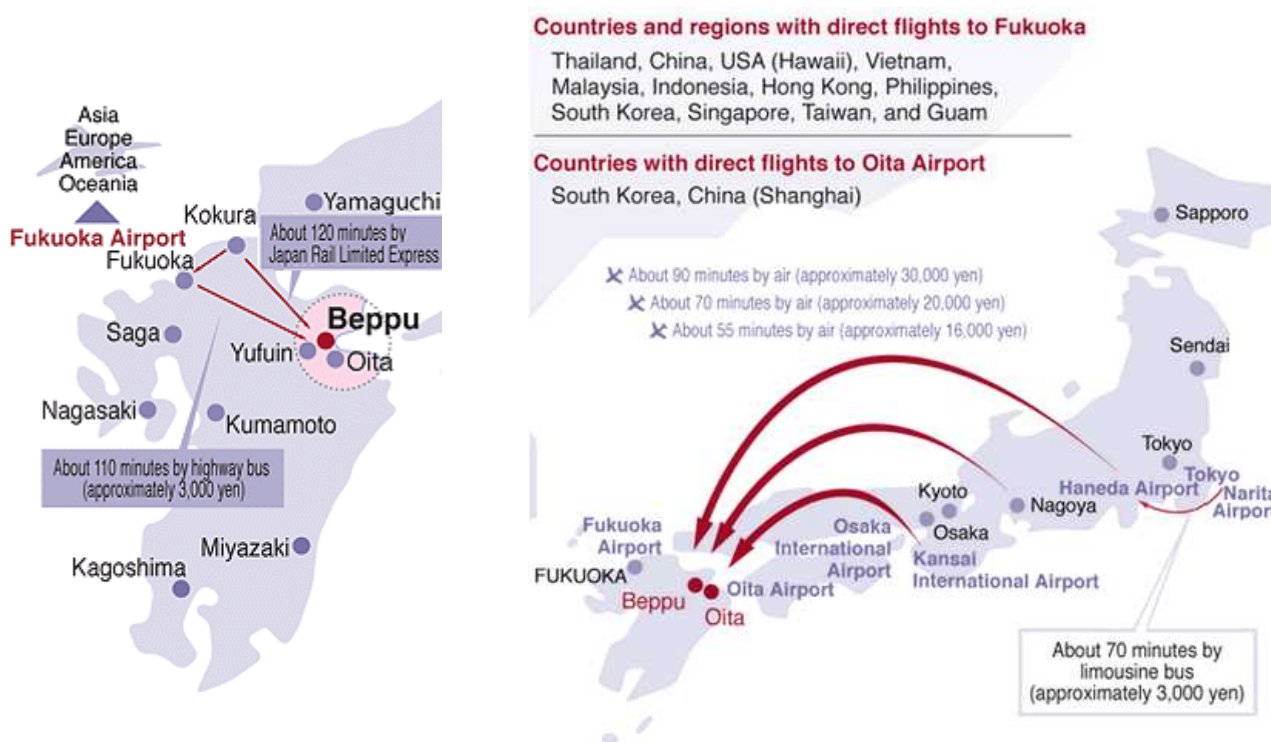 Asia
Europe
America
Oceania
Fukuoka Airport
Fukuoka
Kokura
Yamaguchi
About 120 minutes by
Japan Rail Limited Express
Beppu
Saga
Yufuin
Oita
Nagasaki
Kumamoto
About 110 minutes by highway bus
(approximately 3,000 yen)
Miyazaki
Kagoshima
Countries and regions with direct flights to Fukuoka
Thailand, China, USA (Hawaii), Vietnam,
Malaysia, Indonesia, Hong Kong, Philippines,
South Korea, Singapore, Taiwan, and Guam
Countries with direct flights to Oita Airport
South Korea, China (Shanghai)
About 90 minutes by air (approximately 30,000 yen)
About 70 minutes by air (approximately 20,000 yen)
About 55 minutes by air (approximately 16,000 yen)
Sapporo
Sendai
Tokyo
Tokyo
Narita
Airport
Haneda Airport
Nagoya
Kyoto
Osaka
Osaka
International
Airport
Kansai
International Airport
Fukuoka
Airport
FUKUOKA
Beppu
Oita Airport
Oita
About 70 minutes by
limousine bus
(approximately 3,000 yen)